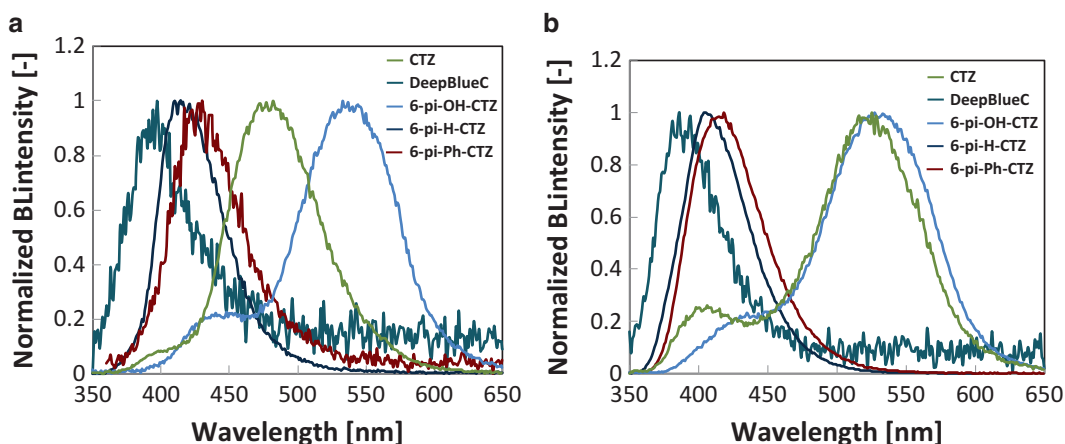 a
Normalized BLintensity [-]
1.2
1
0.8
0.6
0.4
0.2
0
350 400 450 500 550 600 650
Wavelength [nm]
CTZ
DeepBlueC
6-pi-OH-CTZ
6-pi-H-CTZ
6-pi-Ph-CTZ
b
Normalized BLintensity [-]
1.2
1
0.8
0.6
0.4
0.2
0
350 400 450 500 550 600 650
Wavelength [nm]
CTZ
DeepBlueC
6-pi-OH-CTZ
6-pi-H-CTZ
6-pi-Ph-CTZ